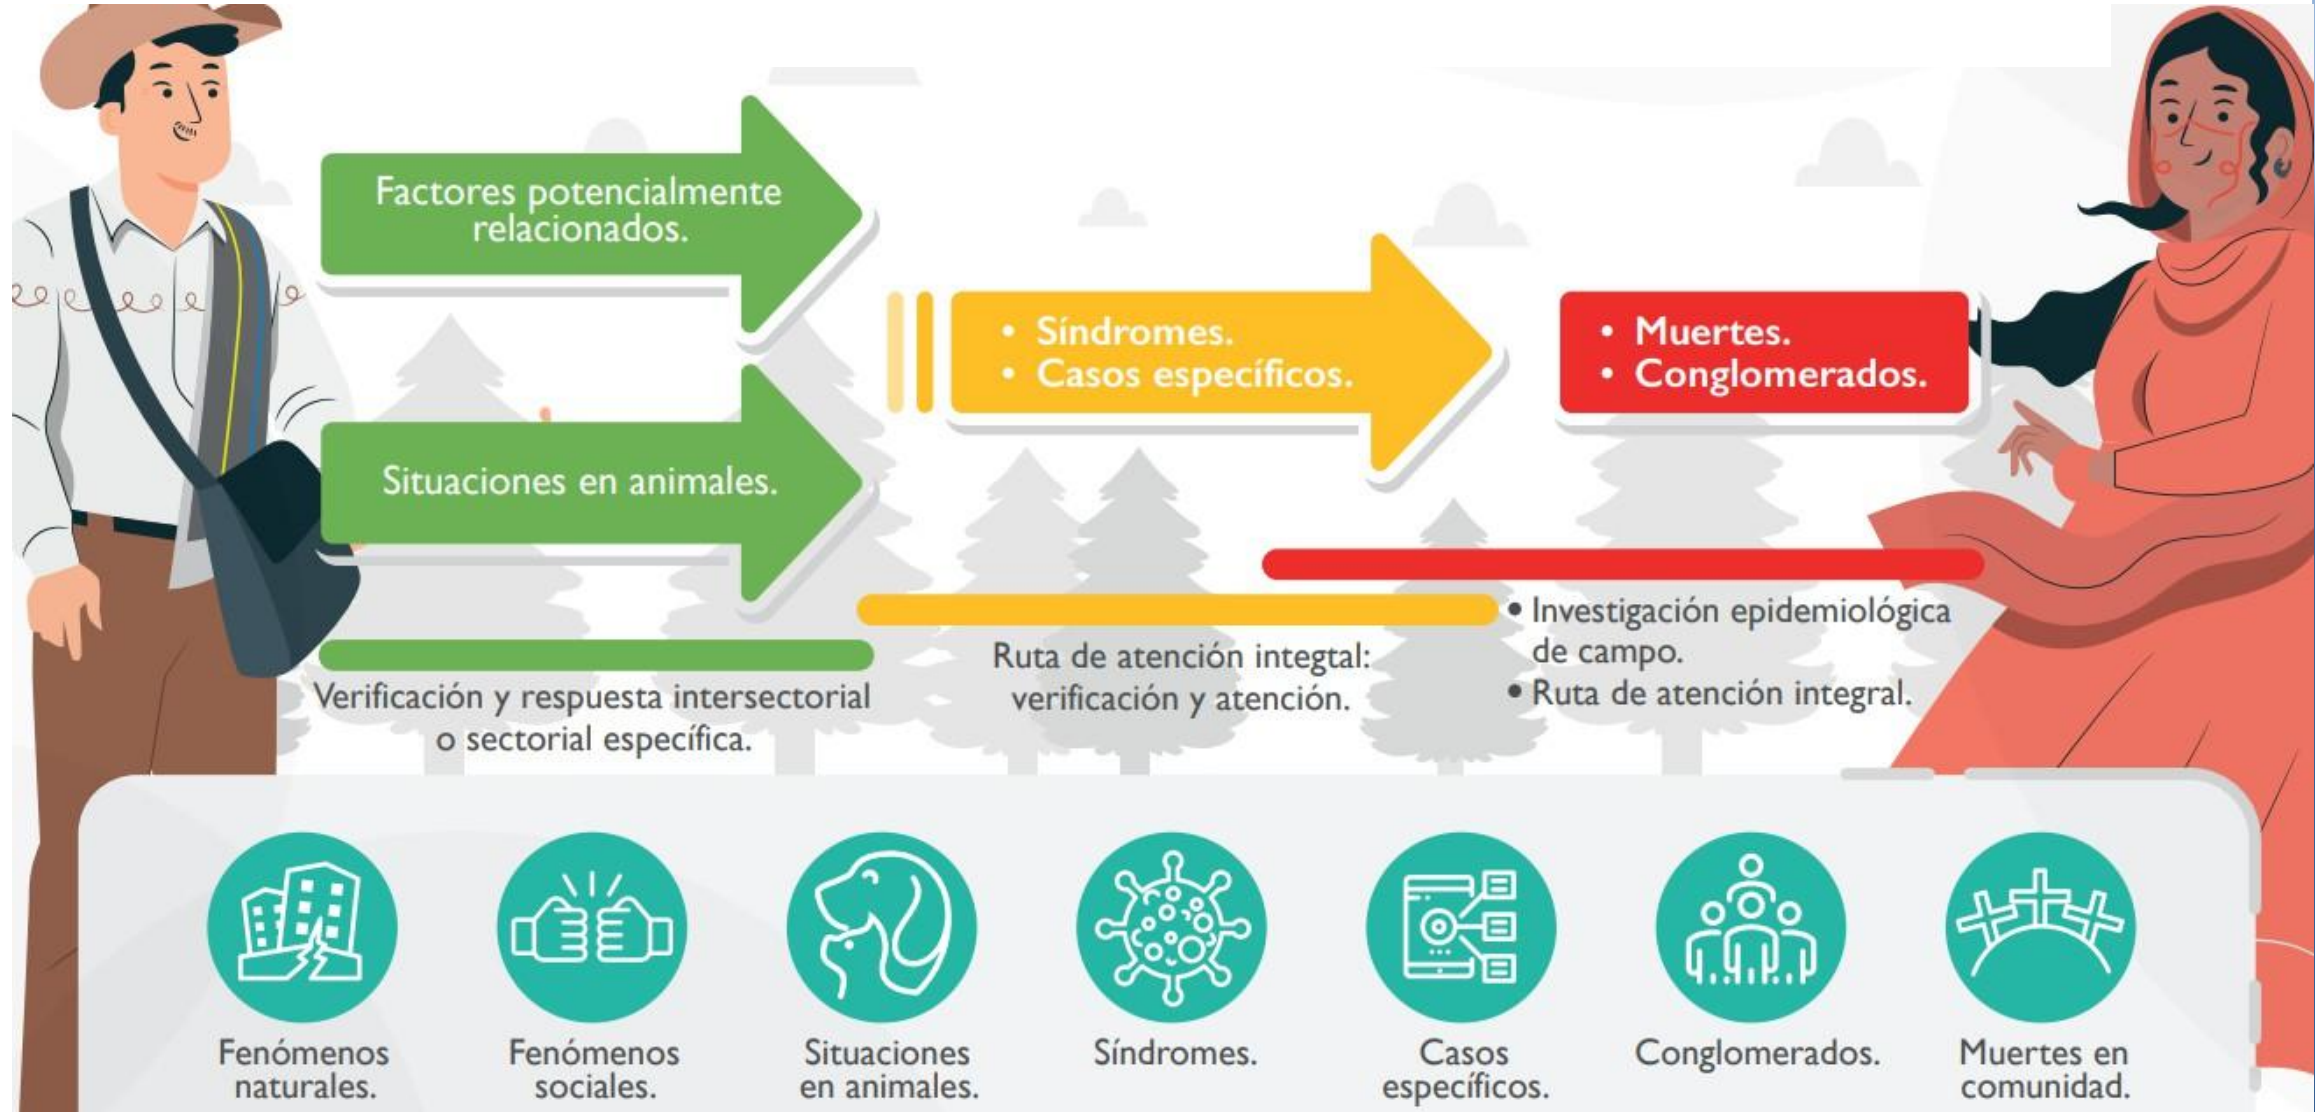 Factores potencialmente
relacionados.
Situaciones en animales.
• Síndromes.
• Casos específicos.
• Muertes.
• Conglomerados.
Verificación y respuesta intersectorial
o sectorial específica.
Ruta de atención integtal:
verificación y atención.
• Investigación epidemiológica
de campo.
• Ruta de atención integral.
Fenómenos
naturales.
Fenómenos
sociales.
Situaciones
en animales.
Síndromes.
Casos
específicos.
Conglomerados.
Muertes en
comunidad.